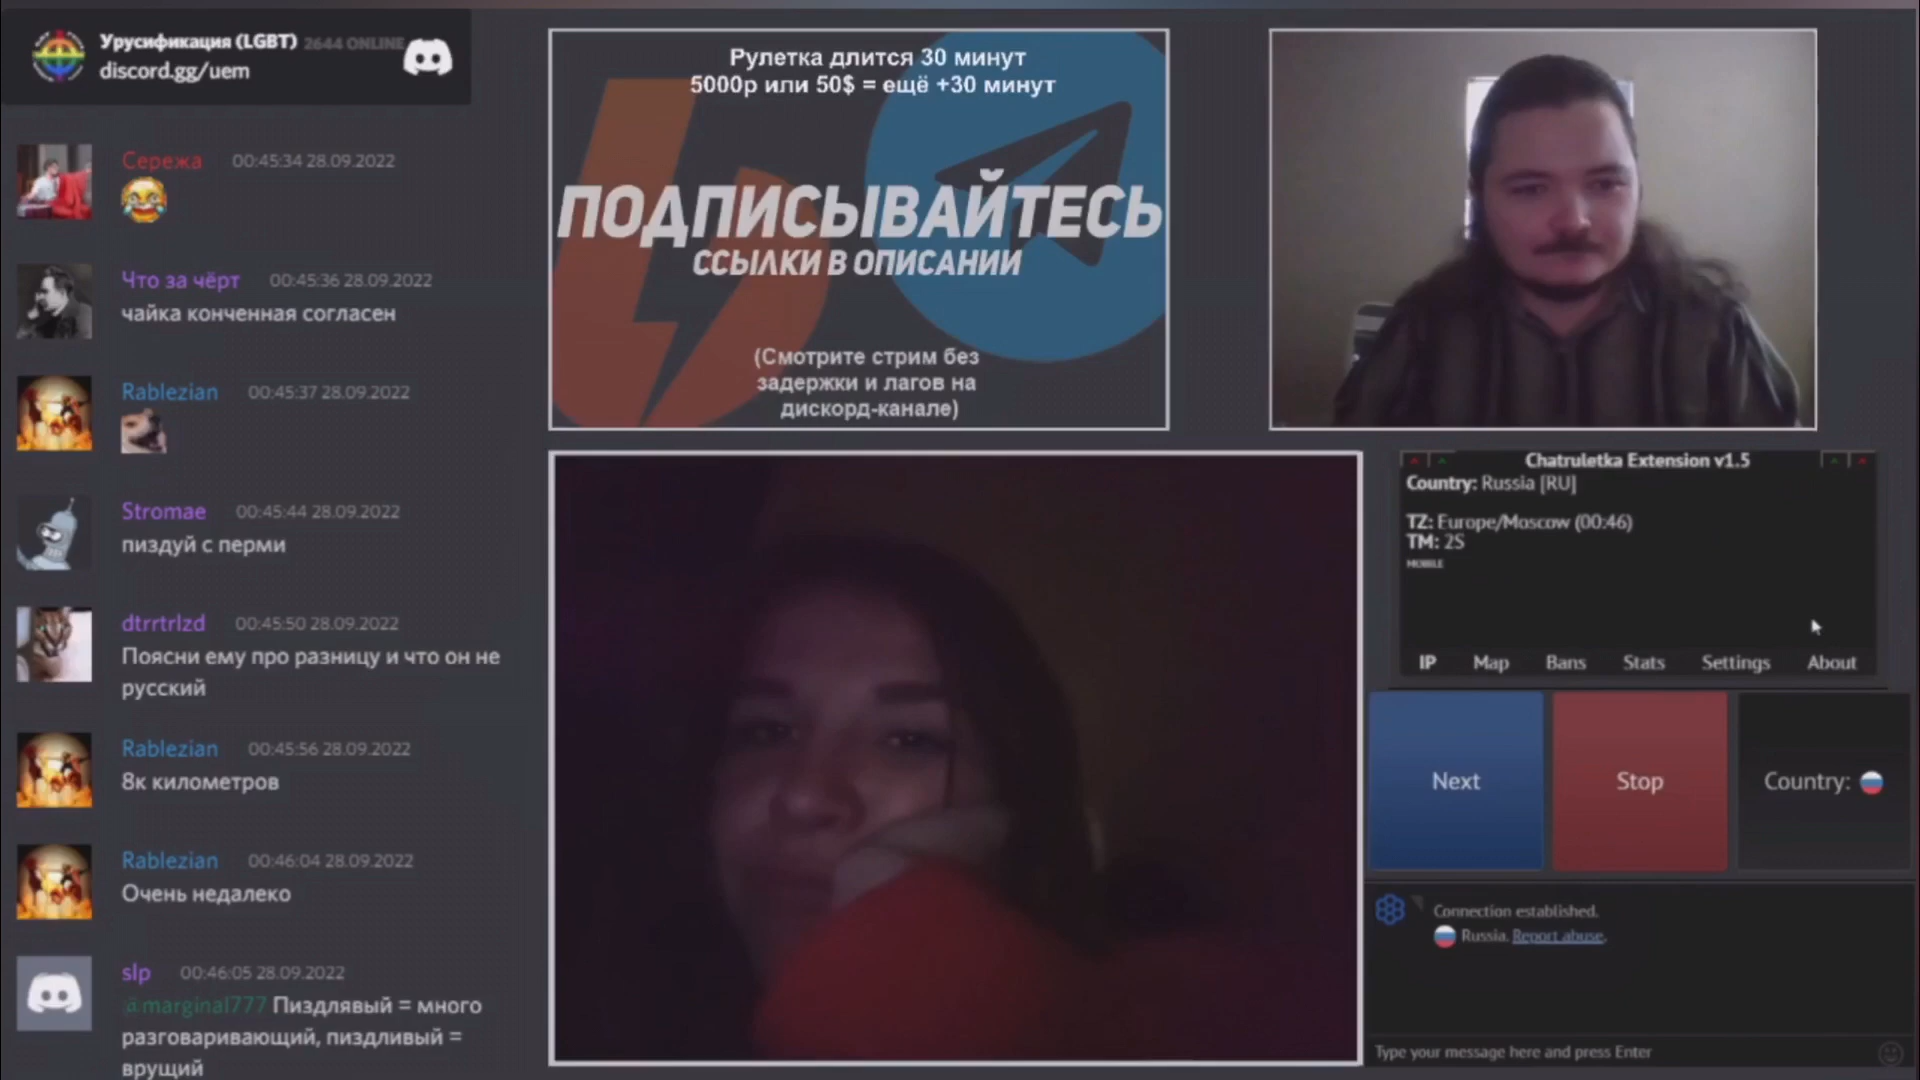 Урусификация (LGBT) 2644 ONLINE
discord.gg/uem
Сережа 00:45:34 28.09.2022
Что за чёрт 00:45:36 28.09.2022
чайка конченная согласен
Rablezian 00:45:37 28.09.2022
Stromae 00:45:44 28.09.2022
пиздуй с перми
dtrrtrlzd 00:45:50 28.09.2022
Поясни ему про разницу и что он не
русский
Rablezian 00:45:56 28.09.2022
8к километров
Rablezian 00:46:04 28.09.2022
Очень недалеко
slp 00:46:05 28.09.2022
@marginal777 Пиздлявый = много
разговаривающий, пиздливый =
врущий
Рулетка длится 30 минут
5000р или 50$ = ещё +30 минут
ПОДПИСЫВАЙТЕСЬ
ССЫЛКИ В ОПИСАНИИ
(Смотрите стрим без
задержки и лагов на
дискорд-канале)
Chatruletka Extension v1.5
Country: Russia [RU]
TZ: Europe/Moscow (00:46)
TM: 2S
MOBILE
IP Map Bans Stats Settings About
Next Stop Country:
Connection established.
Russia. Report abuse.
Type your message here and press Enter